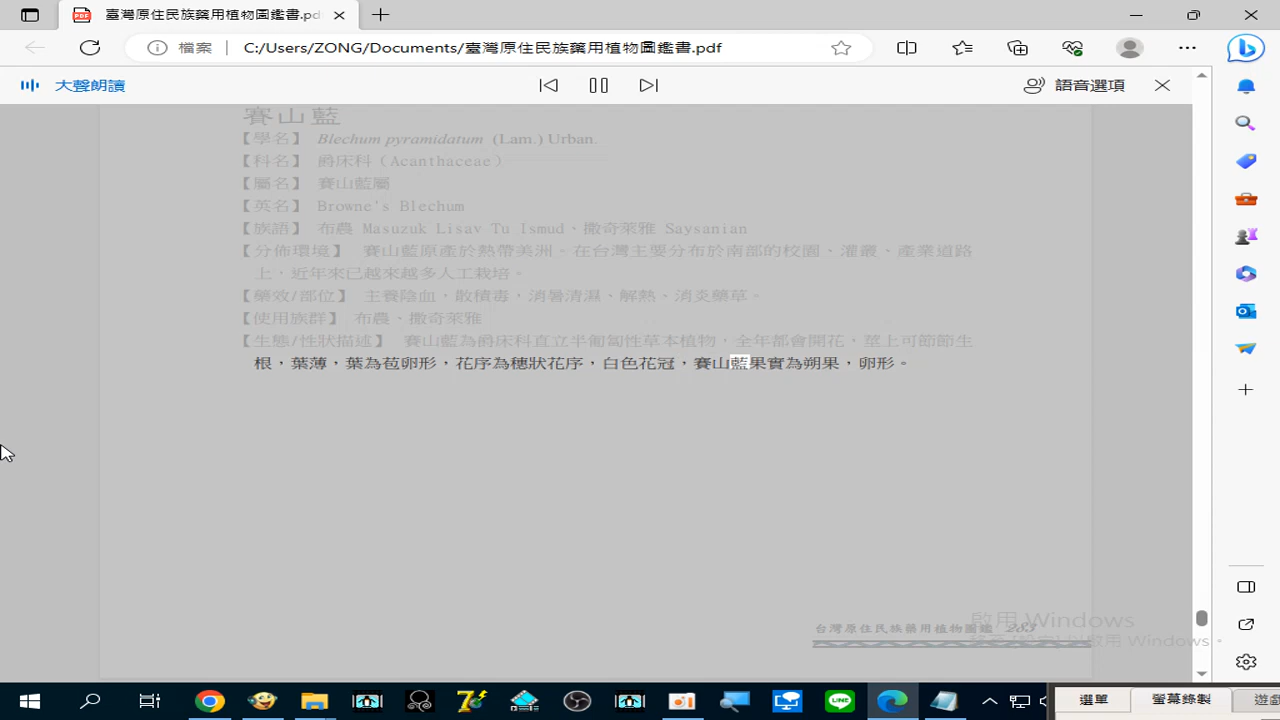 臺灣原住民族藥用植物圖鑑書.pd
檔案 C:/Users/ZONG/Documents/臺灣原住民族藥用植物圖鑑書.pdf
大聲朗讀 語音選項
賽山藍
【學名】 Blechum pyramidatum (Lam.) Urban.
【科名】 爵床科（Acanthaceae）
【屬名】 賽山藍屬
【英名】 Browne's Blechum
【族語】 布農 Masuzuk Lisav Tu Ismud、撒奇萊雅 Saysanian
【分佈環境】 賽山藍原產於熱帶美洲。在台灣主要分布於南部的校園、灌叢、產業道路
上，近年來已越來越多人工栽培。
【藥效/部位】 主養陰血，散積毒，消暑清濕、解熱、消炎藥草。
【使用族群】 布農、撒奇萊雅
【生態/性狀描述】 賽山藍為爵床科直立半匍匐性草本植物，全年都會開花，莖上可節節生
根，葉薄，葉為苞卵形，花序為穗狀花序，白色花冠，賽山藍果實為朔果，卵形。
啟用 Windows
台灣原住民族藥用植物圖鑑 283
啟用 Windows。
選單 螢幕錄製 遊戲